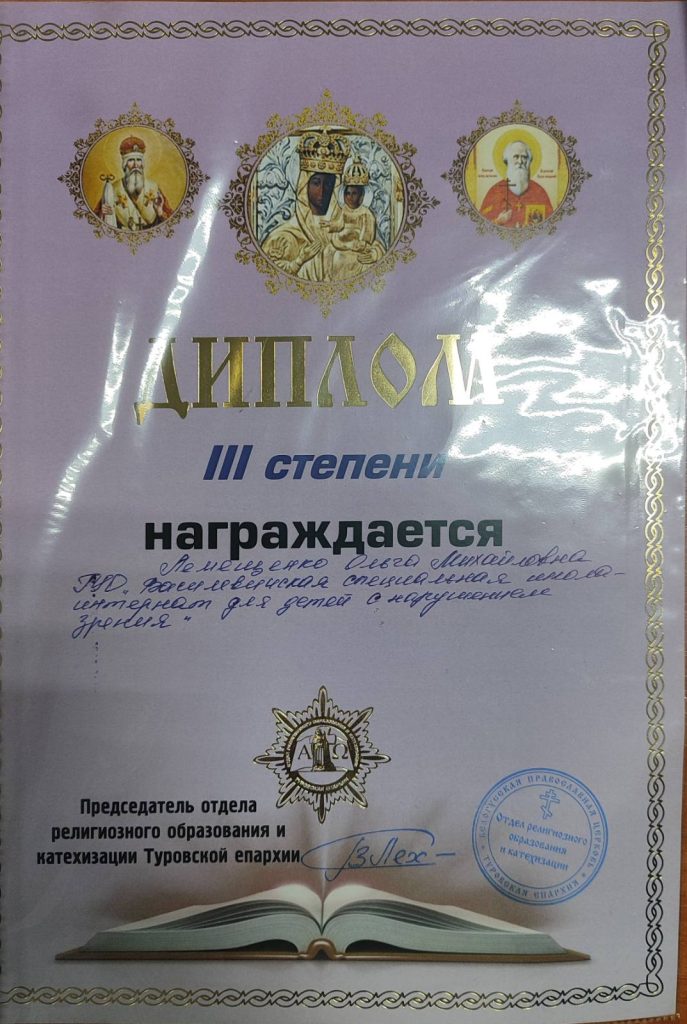 ДИПЛОМ
III степени
награждается
Лемещенко Ольга Михайловна
ГУО „Василевичская специальная школа-
интернат для детей с нарушением
зрения"
А Ω
Председатель отдела
религиозного образования и
катехизации Туровской епархии
БЕЛОРУССКАЯ ПРАВОСЛАВНАЯ ЦЕРКОВЬ
ТУРОВСКАЯ ЕПАРХИЯ
Отдел религиозного
образования
и катехизации